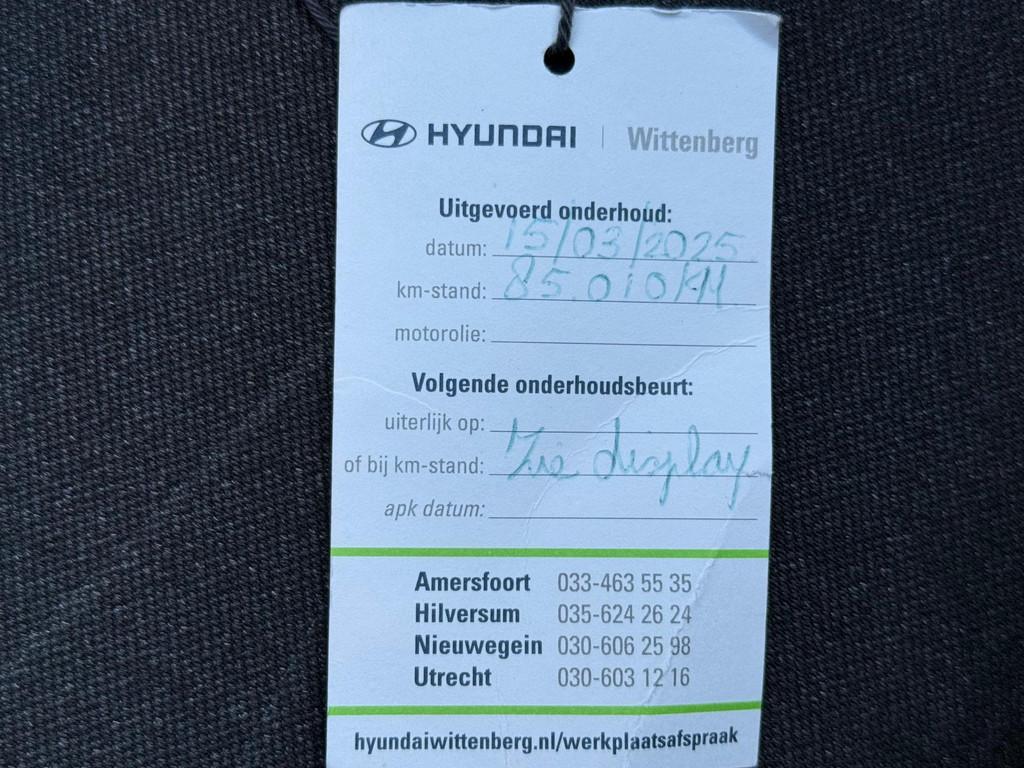 HYUNDAI | Wittenberg
Uitgevoerd onderhoud:
datum: 15/03/2025
km-stand: 85.010 KM
motorolie:
Volgende onderhoudsbeurt:
uiterlijk op:
of bij km-stand: Zie display
apk datum:
Amersfoort 033-463 55 35
Hilversum 035-624 26 24
Nieuwegein 030-606 25 98
Utrecht 030-603 12 16
hyundaiwittenberg.nl/werkplaatsafspraak